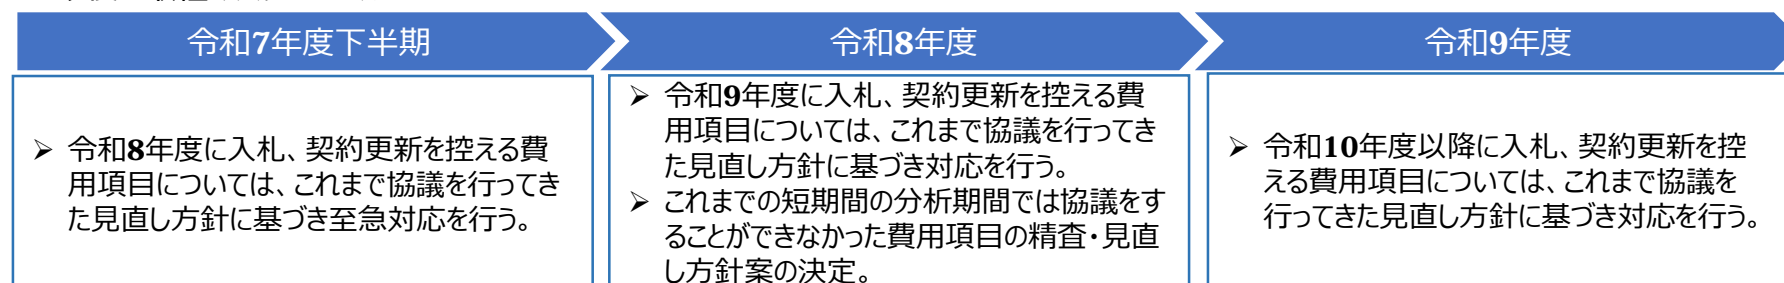 令和7年度下半期
令和8年度
令和9年度
➢ 令和8年度に入札、契約更新を控える費
用項目については、これまで協議を行ってき
た見直し方針に基づき至急対応を行う。
➢ 令和9年度に入札、契約更新を控える費
用項目については、これまで協議を行ってき
た見直し方針に基づき対応を行う。
➢ これまでの短期間の分析期間では協議をす
ることができなかった費用項目の精査・見直
し方針案の決定。
➢ 令和10年度以降に入札、契約更新を控
える費用項目については、これまで協議を
行ってきた見直し方針に基づき対応を行う。